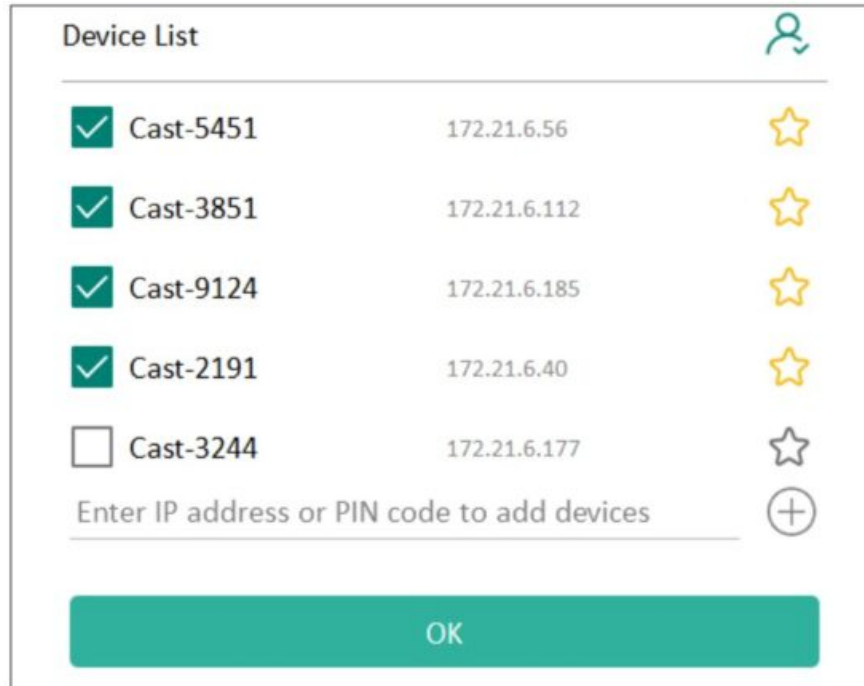 Device List
Cast-5451 172.21.6.56
Cast-3851 172.21.6.112
Cast-9124 172.21.6.185
Cast-2191 172.21.6.40
Cast-3244 172.21.6.177
Enter IP address or PIN code to add devices
OK